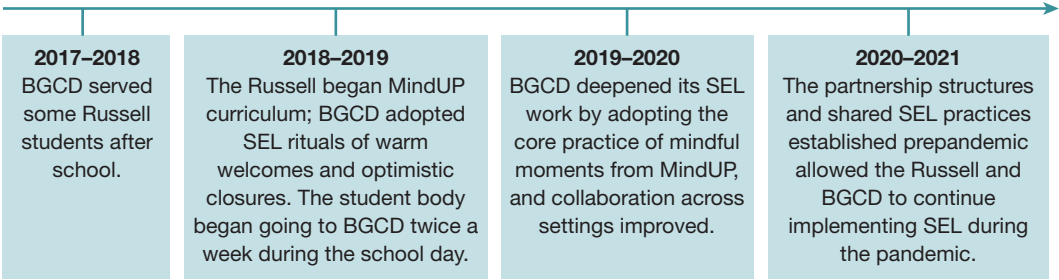 2017–2018
BGCD served
some Russell
students after
school.
2018–2019
The Russell began MindUP
curriculum; BGCD adopted
SEL rituals of warm
welcomes and optimistic
closures. The student body
began going to BGCD twice a
week during the school day.
2019–2020
BGCD deepened its SEL
work by adopting the
core practice of mindful
moments from MindUP,
and collaboration across
settings improved.
2020–2021
The partnership structures
and shared SEL practices
established prepandemic
allowed the Russell and
BGCD to continue
implementing SEL during
the pandemic.